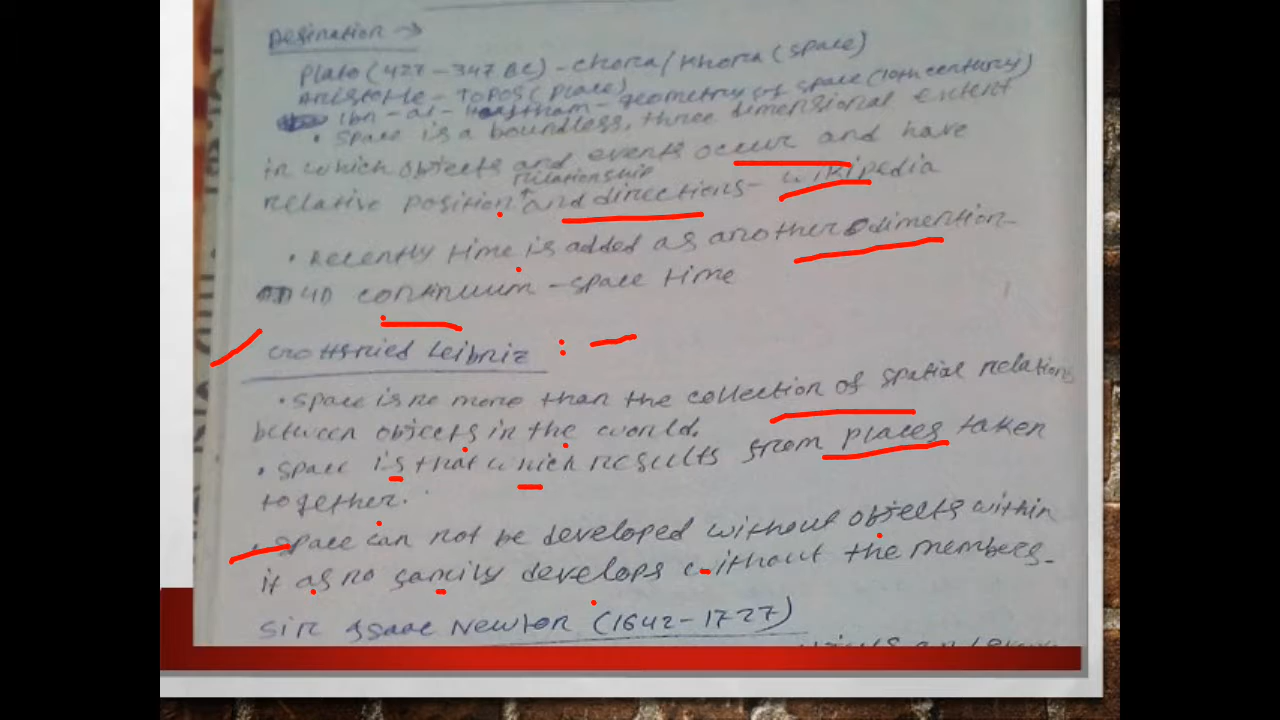 Defination →
Plato (427-347 BC) - chora/khora (space)
Aristotle - Topos (place)
Ibn-al-Haytham - geometry of space (10th century)
• space is a boundless, three dimensional extent
in which objects and events occur and have
relationship
relative position and directions - wikipedia
• Recently time is added as another dimention -
4D continuum - space time
Gottfried Leibniz :-
• space is no more than the collection of spatial relations
between objects in the world.
• space is that which results from places taken
together.
• space can not be developed without objects within
it as no family develops without the members.
Sir Isaac Newton (1642-1727)